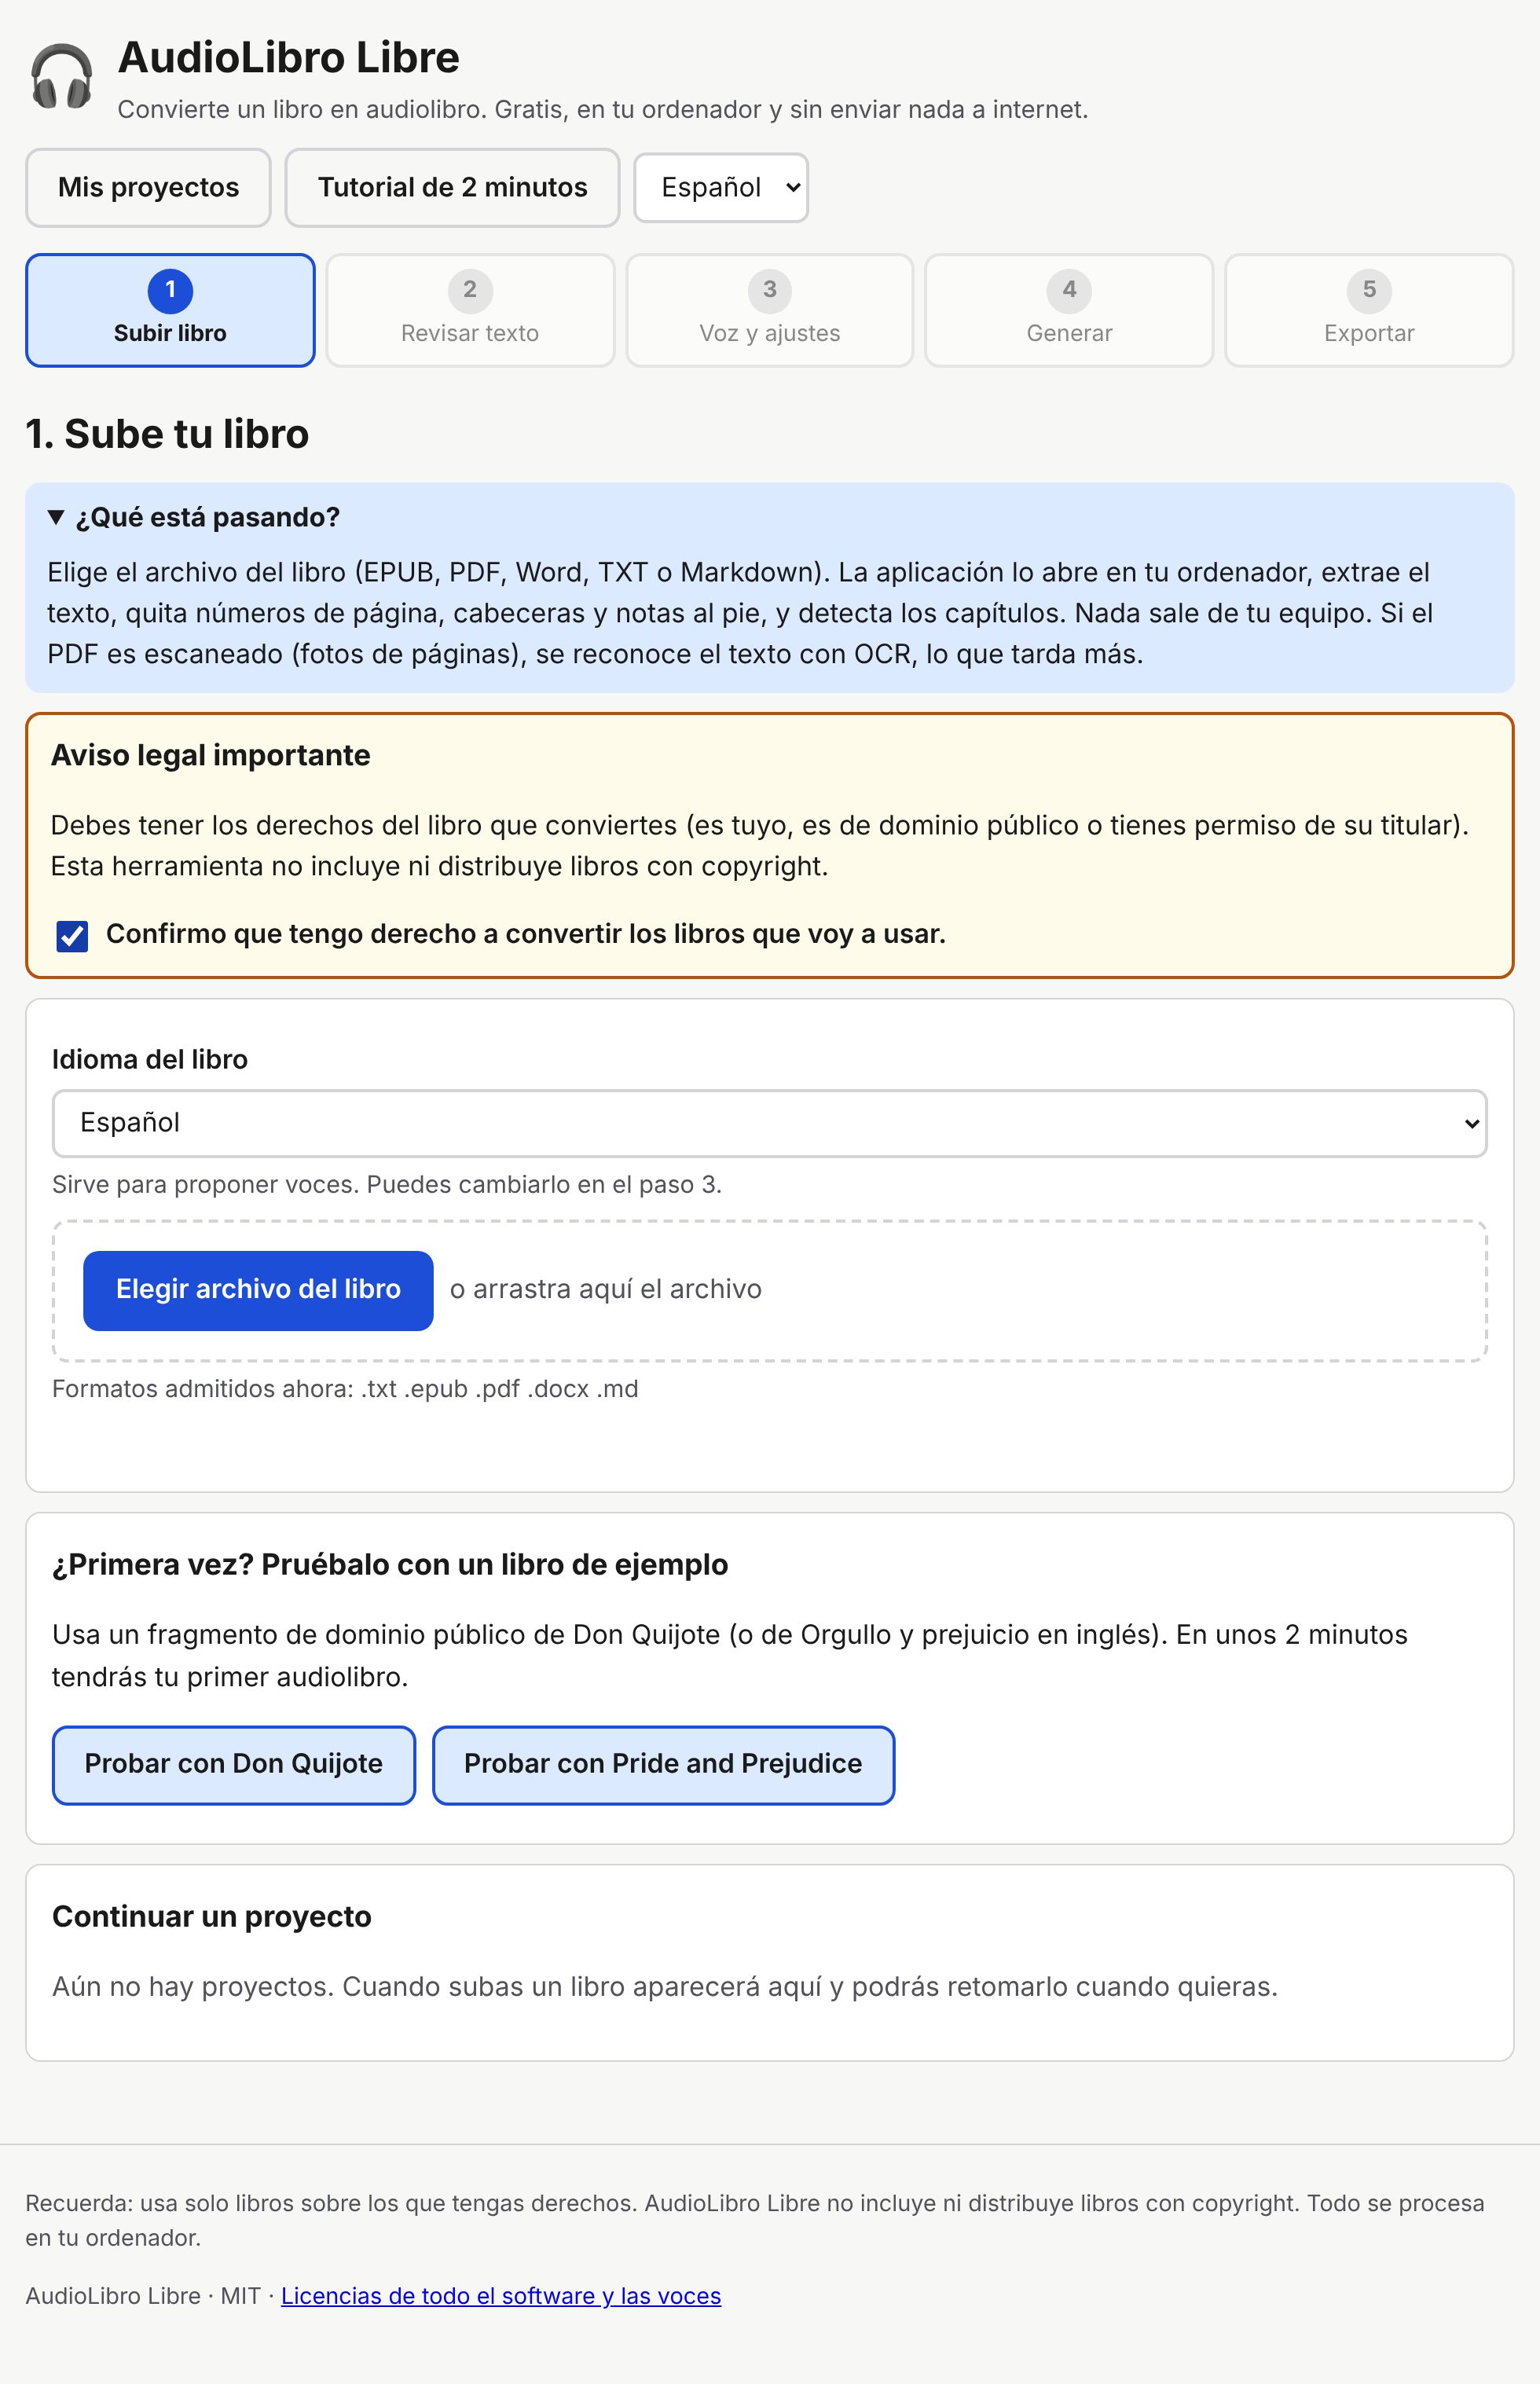 AudioLibro Libre
Convierte un libro en audiolibro. Gratis, en tu ordenador y sin enviar nada a internet.
Mis proyectos
Tutorial de 2 minutos
Español
1
Subir libro
2
Revisar texto
3
Voz y ajustes
4
Generar
5
Exportar
1. Sube tu libro
¿Qué está pasando?
Elige el archivo del libro (EPUB, PDF, Word, TXT o Markdown). La aplicación lo abre en tu ordenador, extrae el
texto, quita números de página, cabeceras y notas al pie, y detecta los capítulos. Nada sale de tu equipo. Si el
PDF es escaneado (fotos de páginas), se reconoce el texto con OCR, lo que tarda más.
Aviso legal importante
Debes tener los derechos del libro que conviertes (es tuyo, es de dominio público o tienes permiso de su titular).
Esta herramienta no incluye ni distribuye libros con copyright.
Confirmo que tengo derecho a convertir los libros que voy a usar.
Idioma del libro
Español
Sirve para proponer voces. Puedes cambiarlo en el paso 3.
Elegir archivo del libro
o arrastra aquí el archivo
Formatos admitidos ahora: .txt .epub .pdf .docx .md
¿Primera vez? Pruébalo con un libro de ejemplo
Usa un fragmento de dominio público de Don Quijote (o de Orgullo y prejuicio en inglés). En unos 2 minutos
tendrás tu primer audiolibro.
Probar con Don Quijote
Probar con Pride and Prejudice
Continuar un proyecto
Aún no hay proyectos. Cuando subas un libro aparecerá aquí y podrás retomarlo cuando quieras.
Recuerda: usa solo libros sobre los que tengas derechos. AudioLibro Libre no incluye ni distribuye libros con copyright. Todo se procesa
en tu ordenador.
AudioLibro Libre · MIT · Licencias de todo el software y las voces